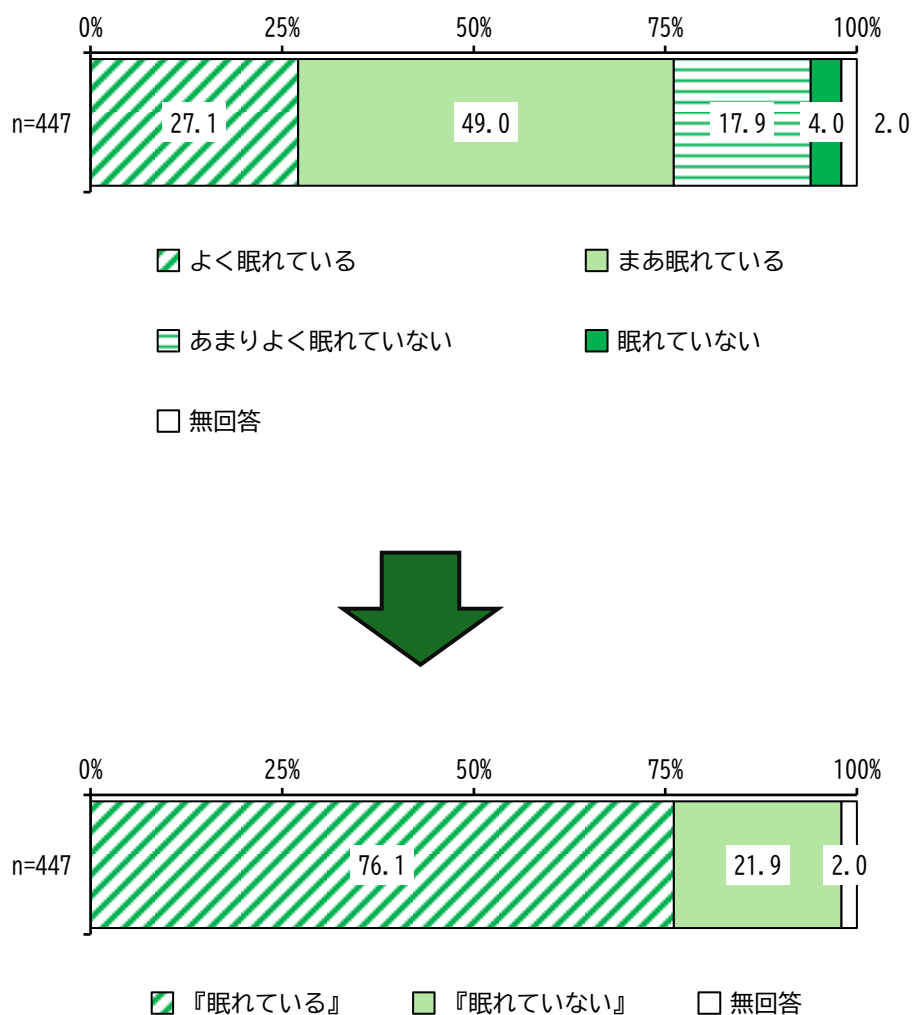 0% 25% 50% 75% 100%
n=447 27.1 49.0 17.9 4.0 2.0
よく眠れている まあ眠れている
あまりよく眠れていない 眠れていない
無回答
0% 25% 50% 75% 100%
n=447 76.1 21.9 2.0
『眠れている』 『眠れていない』 無回答